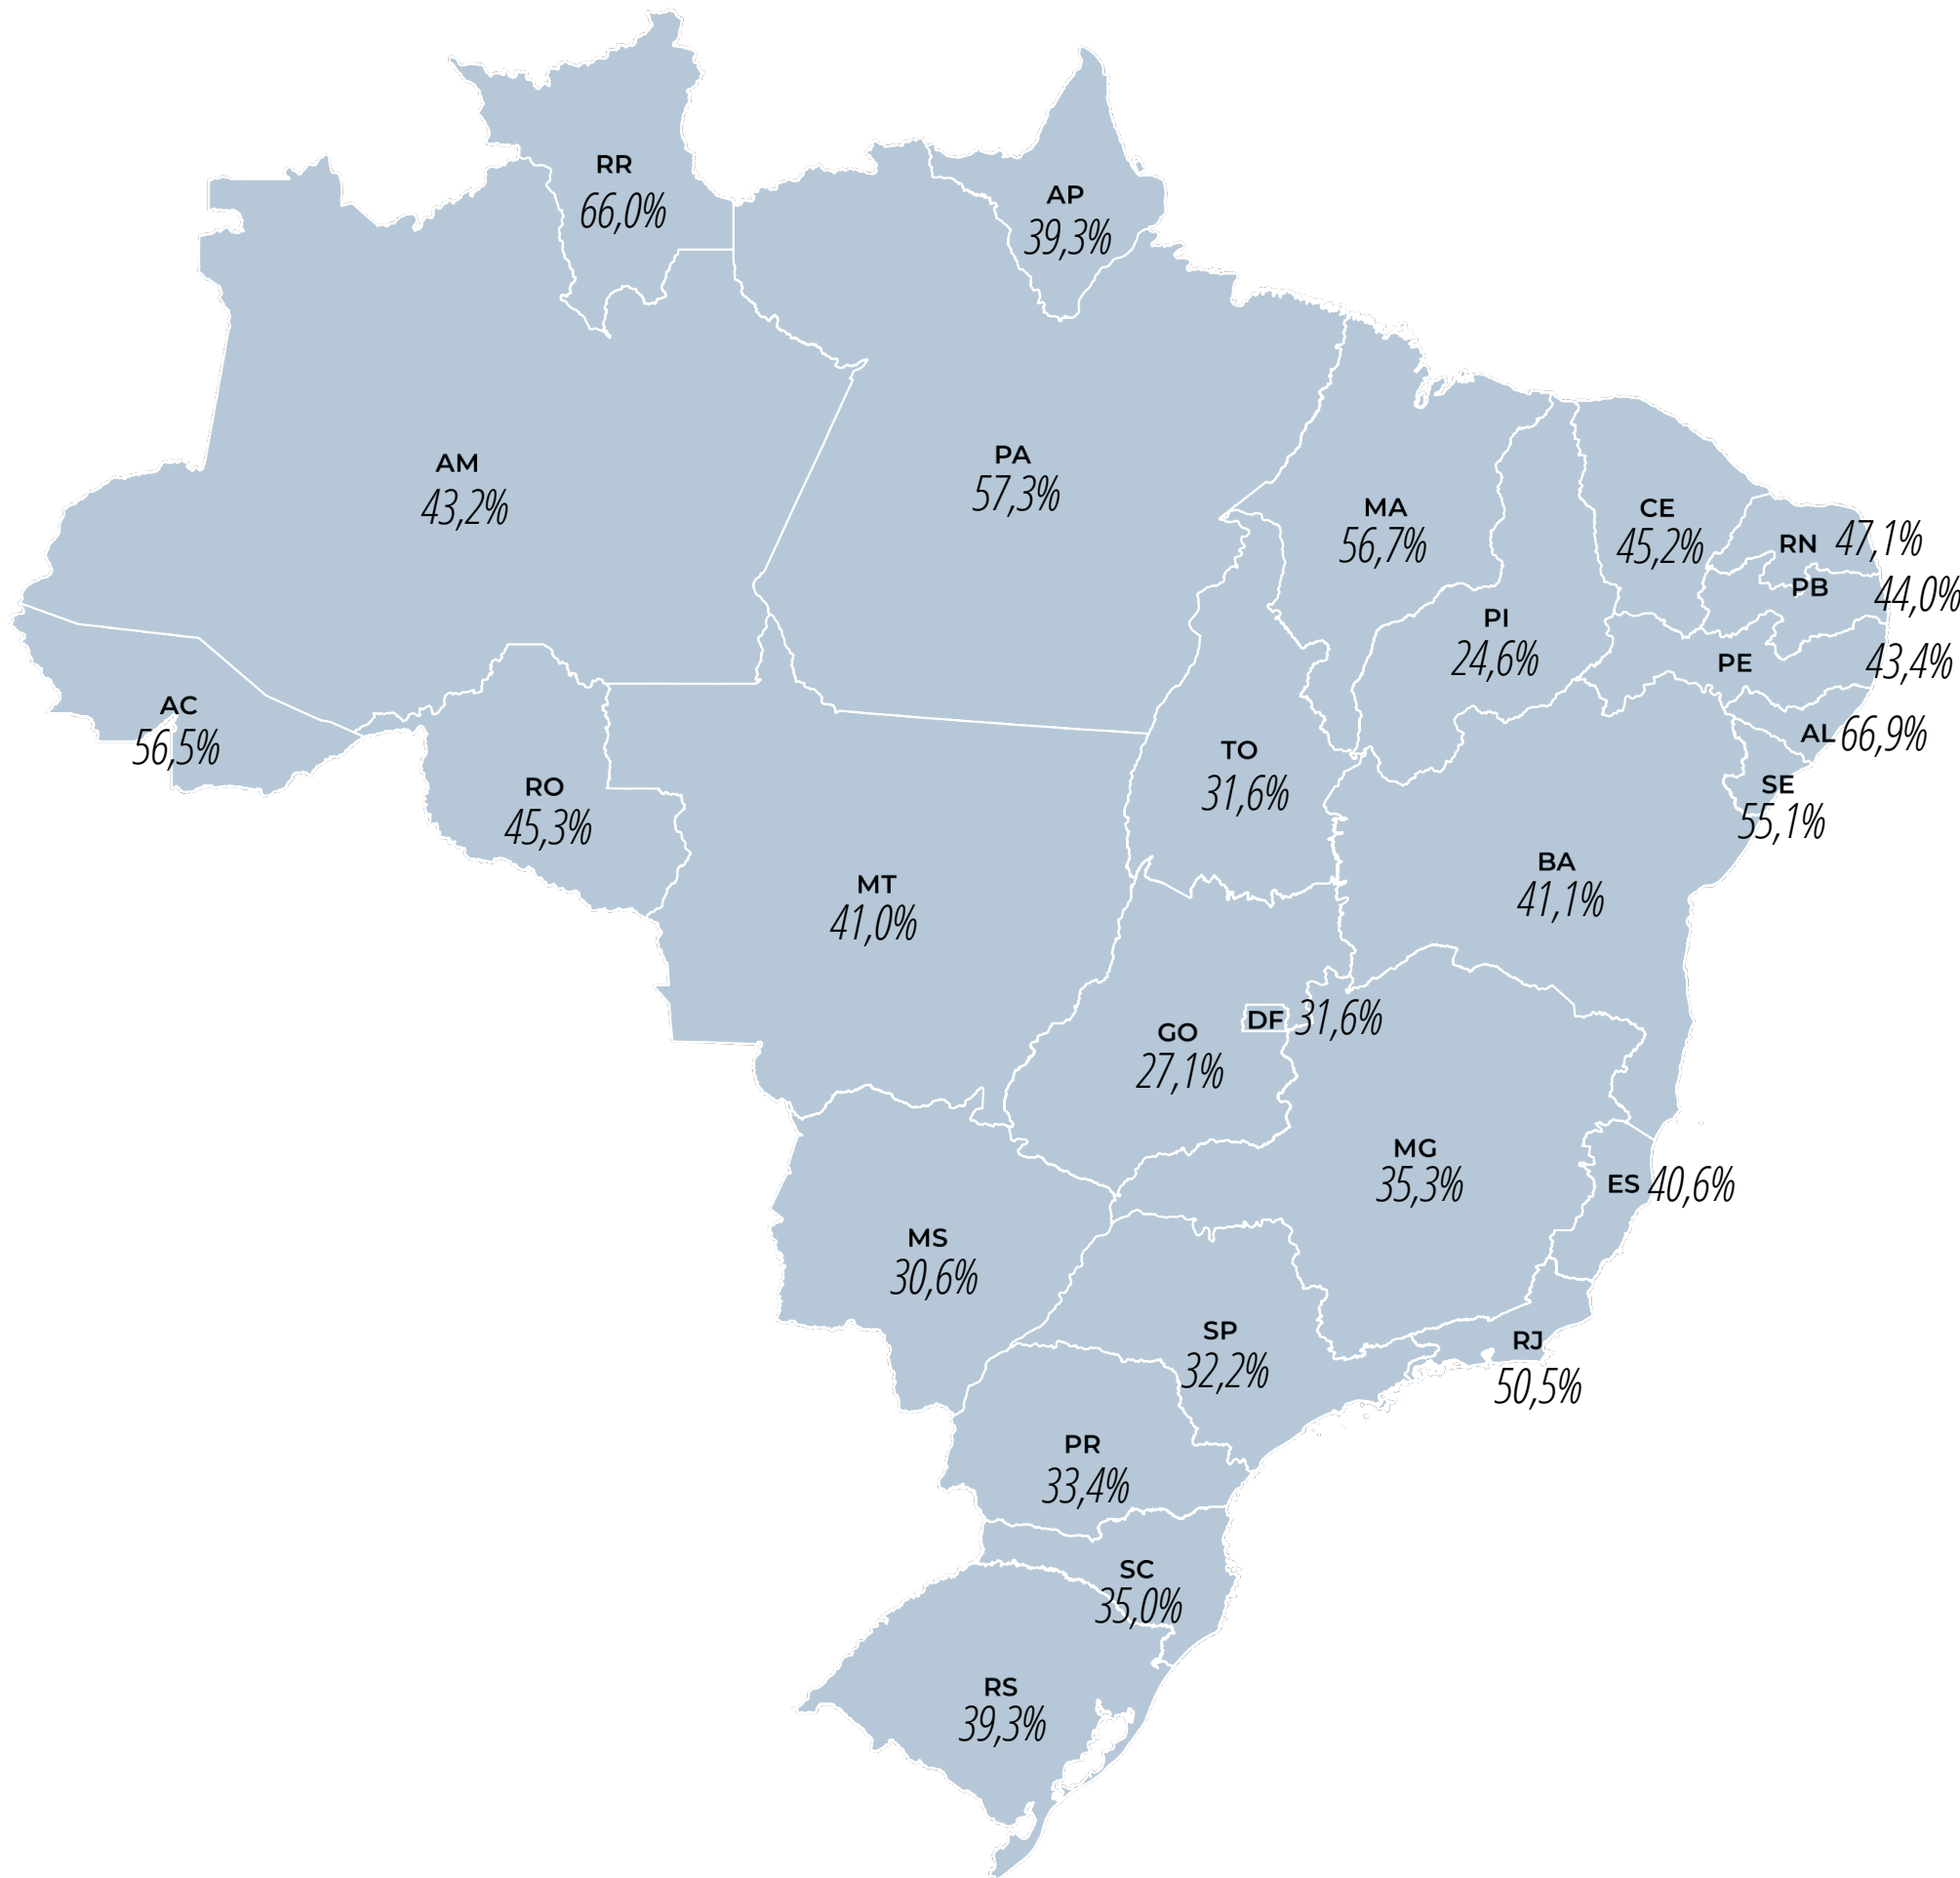 RR
66,0%
AP
39,3%
AM
43,2%
PA
57,3%
MA
56,7%
CE
45,2%
RN 47,1%
PB 44,0%
PI
24,6%
PE 43,4%
AC
56,5%
AL 66,9%
TO
31,6%
SE
55,1%
RO
45,3%
BA
41,1%
MT
41,0%
DF 31,6%
GO
27,1%
MG
35,3%
ES 40,6%
MS
30,6%
SP
32,2%
RJ
50,5%
PR
33,4%
SC
35,0%
RS
39,3%